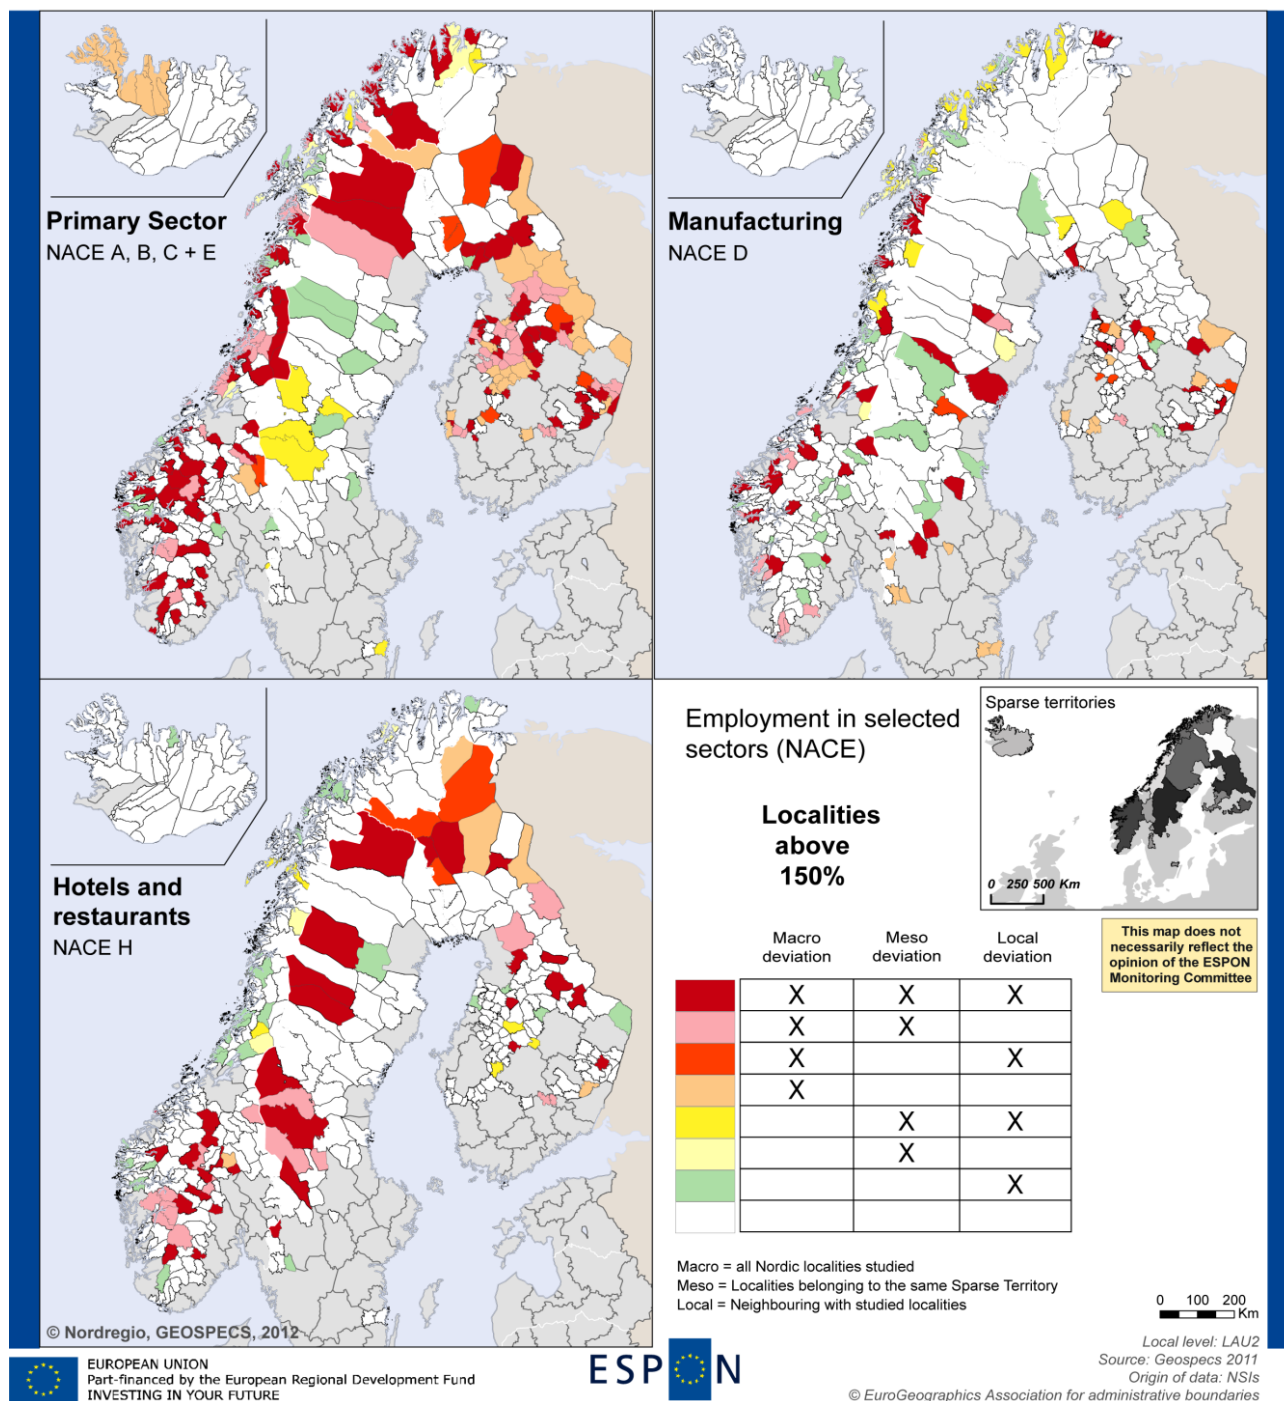 Primary Sector
NACE A, B, C + E
Manufacturing
NACE D
Hotels and
restaurants
NACE H
© Nordregio, GEOSPECS, 2012
Employment in selected
sectors (NACE)
Localities
above
150%
Sparse territories
0 250 500 Km
This map does not
necessarily reflect the
opinion of the ESPON
Monitoring Committee
Macro deviation Meso deviation Local deviation
X X X
X X
X X
X
X X
X
X
Macro = all Nordic localities studied
Meso = Localities belonging to the same Sparse Territory
Local = Neighbouring with studied localities
0 100 200
Km
EUROPEAN UNION
Part-financed by the European Regional Development Fund
INVESTING IN YOUR FUTURE
ESPON
Local level: LAU2
Source: Geospecs 2011
Origin of data: NSIs
© EuroGeographics Association for administrative boundaries